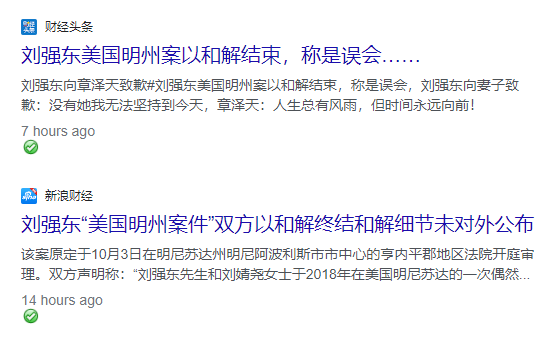 财经头条
刘强东美国明州案以和解结束，称是误会……
刘强东向章泽天致歉#刘强东美国明州案以和解结束，称是误会，刘强东向妻子致
歉：没有她我无法坚持到今天，章泽天：人生总有风雨，但时间永远向前！
7 hours ago
新浪财经
刘强东“美国明州案件”双方以和解终结和解细节未对外公布
该案原定于10月3日在明尼苏达州明尼阿波利斯市市中心的亨内平郡地区法院开庭审
理。双方声明称：“刘强东先生和刘婧尧女士于2018年在美国明尼苏达的一次偶然...
14 hours ago